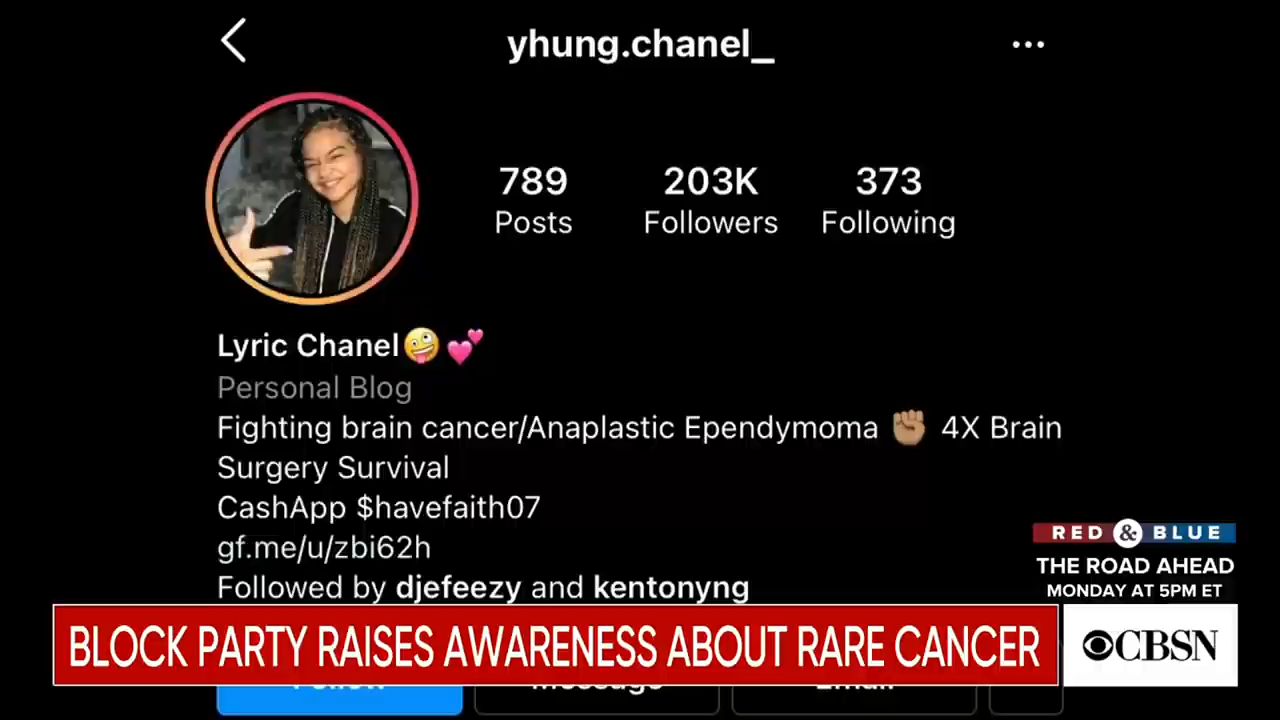 yhung.chanel_
789 203K 373
Posts Followers Following
Lyric Chanel🤪💕
Personal Blog
Fighting brain cancer/Anaplastic Ependymoma ✊🏽 4X Brain
Surgery Survival
CashApp $havefaith07
gf.me/u/zbi62h
Followed by djefeezy and kentonyng
RED & BLUE
THE ROAD AHEAD
MONDAY AT 5PM ET
BLOCK PARTY RAISES AWARENESS ABOUT RARE CANCER
CBSN